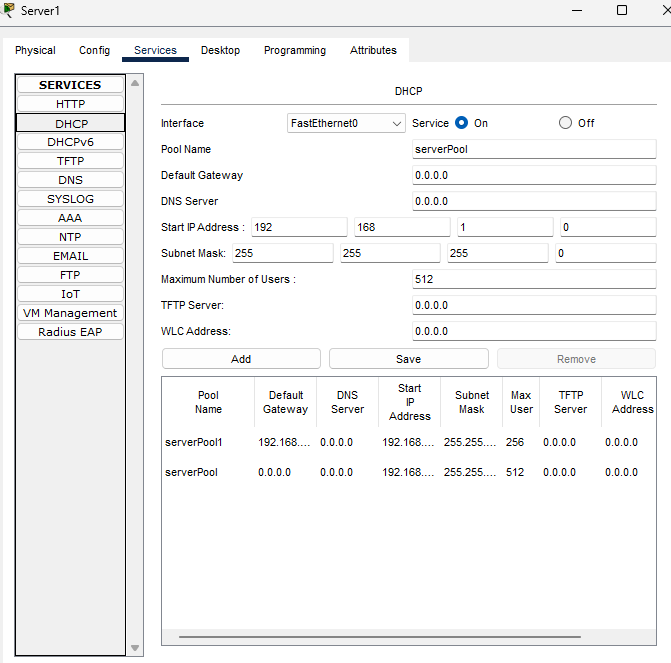 Server1
Physical Config Services Desktop Programming Attributes
SERVICES
HTTP
DHCP
DHCPv6
TFTP
DNS
SYSLOG
AAA
NTP
EMAIL
FTP
IoT
VM Management
Radius EAP
DHCP
Interface FastEthernet0 Service On Off
Pool Name serverPool
Default Gateway 0.0.0.0
DNS Server 0.0.0.0
Start IP Address : 192 168 1 0
Subnet Mask: 255 255 255 0
Maximum Number of Users : 512
TFTP Server: 0.0.0.0
WLC Address: 0.0.0.0
Add Save Remove
Pool Name Default Gateway DNS Server Start IP Address Subnet Mask Max User TFTP Server WLC Address
serverPool1 192.168.... 0.0.0.0 192.168.... 255.255.... 256 0.0.0.0 0.0.0.0
serverPool 0.0.0.0 0.0.0.0 192.168.... 255.255.... 512 0.0.0.0 0.0.0.0